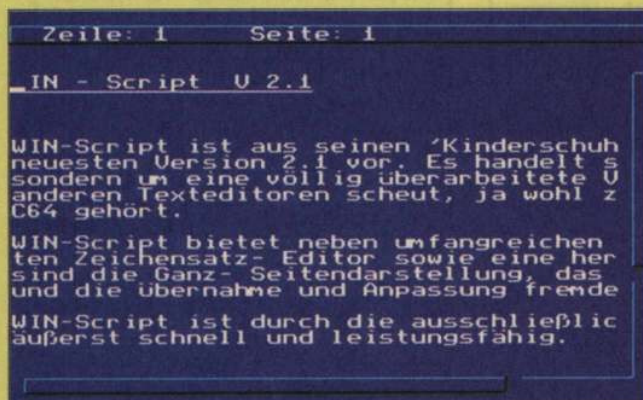 Zeile: 1 Seite: 1
IN - Script V 2.1
WIN-Script ist aus seinen 'Kinderschuh
neuesten Version 2.1 vor. Es handelt s
sondern um eine völlig überarbeitete V
anderen Texteditoren scheut, ja wohl z
C64 gehört.
WIN-Script bietet neben umfangreichen
ten Zeichensatz- Editor sowie eine her
sind die Ganz- Seitendarstellung, das
und die übernahme und Anpassung fremde
WIN-Script ist durch die ausschließlic
äußerst schnell und leistungsfähig.